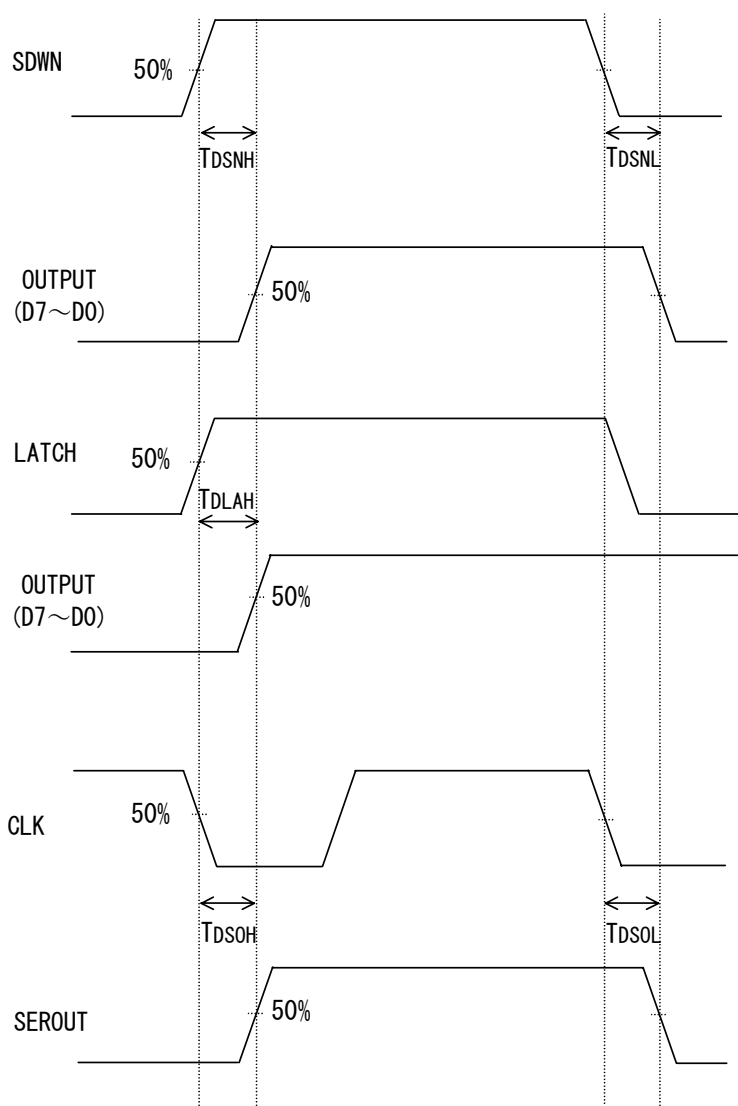 SDWN
50%
TDSNH
TDSNL
OUTPUT
(D7～D0)
50%
LATCH
50%
TDLAH
OUTPUT
(D7～D0)
50%
CLK
50%
TDSOH
TDSOL
SEROUT
50%